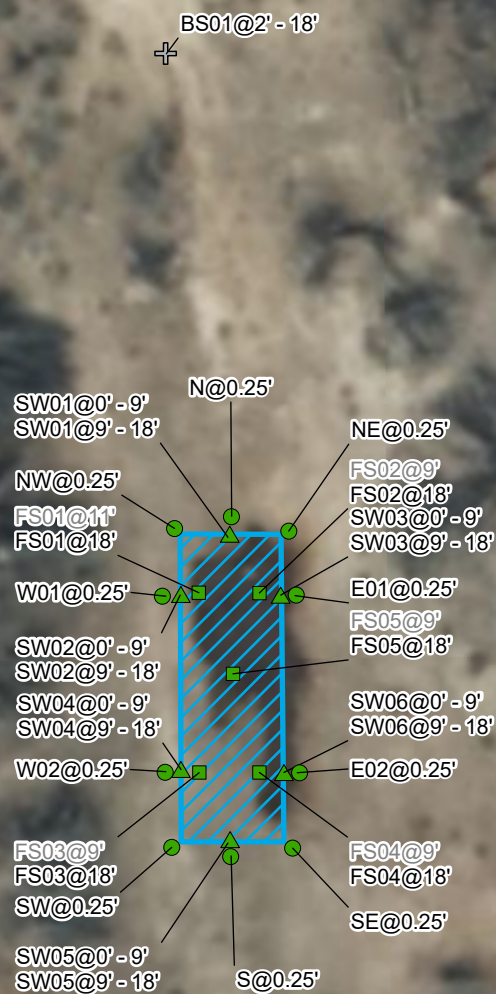 BS01@2' - 18'
N@0.25'
SW01@0' - 9'
SW01@9' - 18'
NE@0.25'
NW@0.25'
FS02@9'
FS02@18'
FS01@11'
FS01@18'
SW03@0' - 9'
SW03@9' - 18'
W01@0.25'
E01@0.25'
FS05@9'
FS05@18'
SW02@0' - 9'
SW02@9' - 18'
SW04@0' - 9'
SW04@9' - 18'
SW06@0' - 9'
SW06@9' - 18'
W02@0.25'
E02@0.25'
FS03@9'
FS03@18'
FS04@9'
FS04@18'
SW@0.25'
SE@0.25'
SW05@0' - 9'
SW05@9' - 18'
S@0.25'